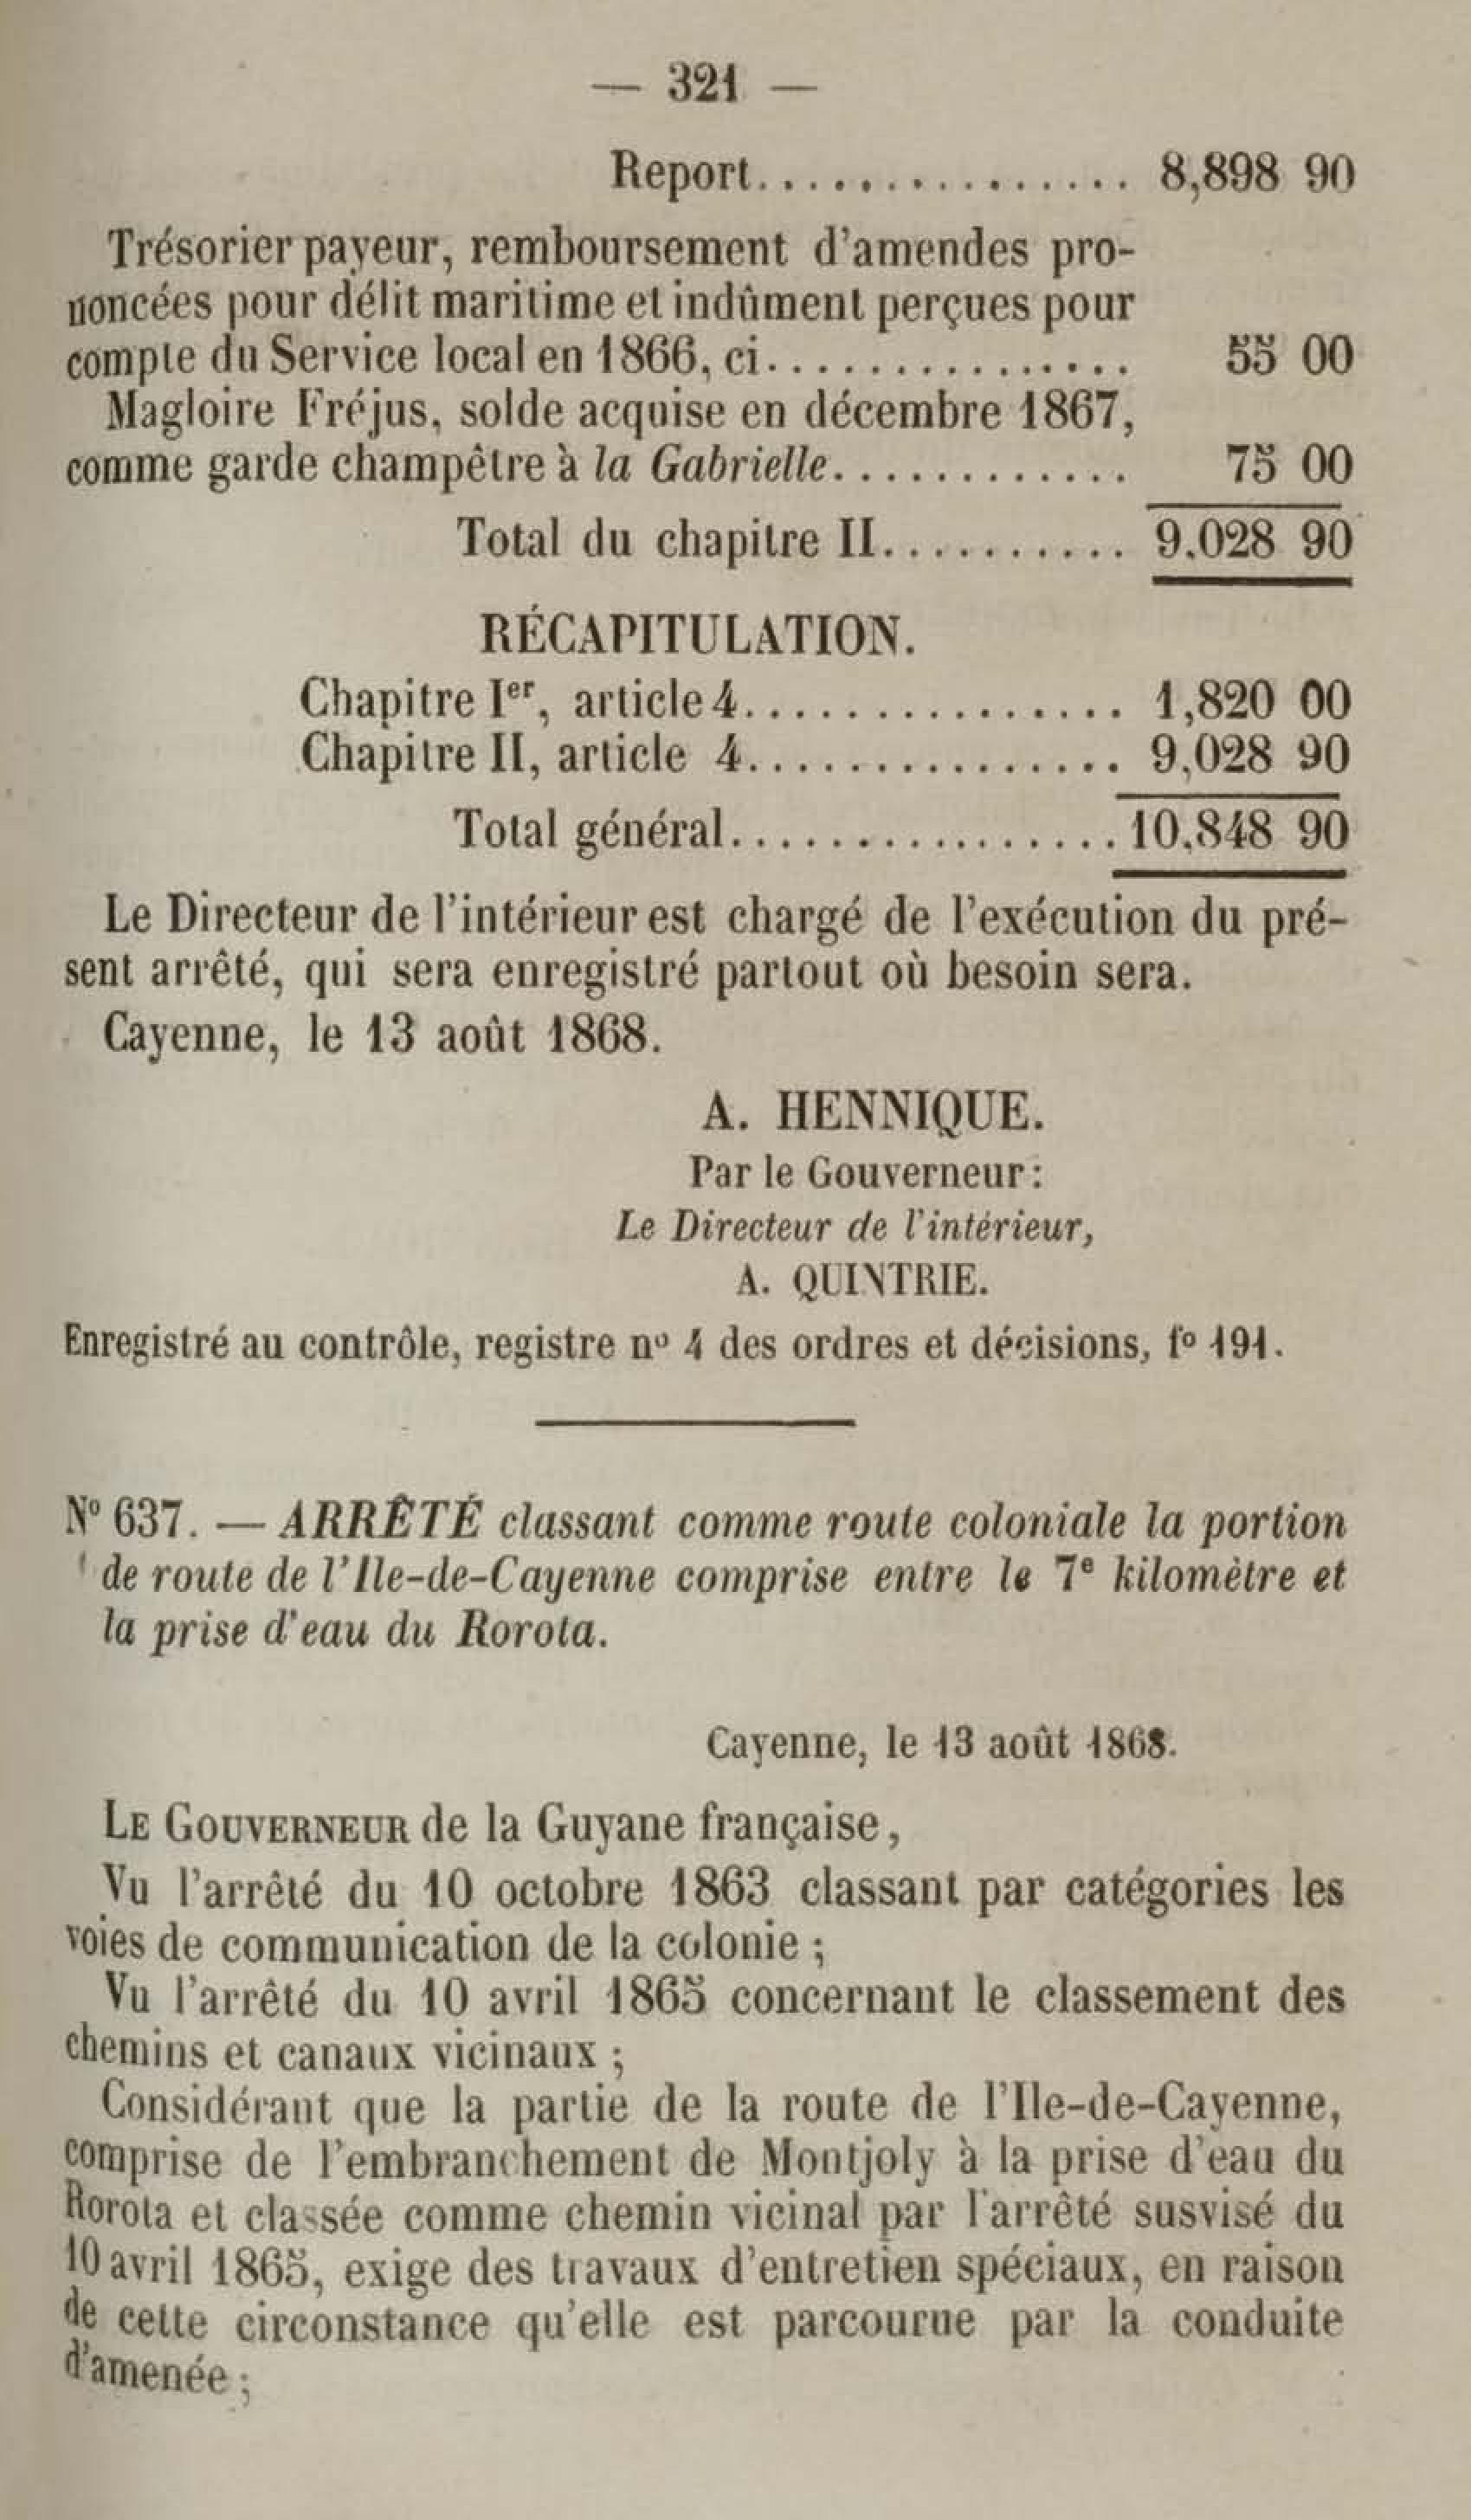 — 321 —
Report................ 8,898 90
Trésorier payeur, remboursement d'amendes pro-
noncées pour délit maritime et indûment perçues pour
compte du Service local en 1866, ci............... 55 00
Magloire Fréjus, solde acquise en décembre 1867,
comme garde champêtre à la Gabrielle............ 75 00
Total du chapitre II.......... 9.028 90
RÉCAPITULATION.
Chapitre Ier, article 4................ 1,820 00
Chapitre II, article 4................ 9,028 90
Total général................ 10.848 90
Le Directeur de l'intérieur est chargé de l'exécution du pré-
sent arrêté, qui sera enregistré partout où besoin sera.
Cayenne, le 13 août 1868.
A. HENNIQUE.
Par le Gouverneur:
Le Directeur de l'intérieur,
A. QUINTRIE.
Enregistré au contrôle, registre no 4 des ordres et décisions, fo 191.
No 637. — ARRÊTÉ classant comme route coloniale la portion
de route de l'Ile-de-Cayenne comprise entre le 7e kilomètre et
la prise d'eau du Rorota.
Cayenne, le 13 août 1868.
LE GOUVERNEUR de la Guyane française,
Vu l'arrêté du 10 octobre 1863 classant par catégories les
voies de communication de la colonie ;
Vu l'arrêté du 10 avril 1865 concernant le classement des
chemins et canaux vicinaux ;
Considérant que la partie de la route de l'Ile-de-Cayenne,
comprise de l'embranchement de Montjoly à la prise d'eau du
Rorota et classée comme chemin vicinal par l'arrêté susvisé du
10 avril 1865, exige des travaux d'entretien spéciaux, en raison
de cette circonstance qu'elle est parcourue par la conduite
d'amenée ;